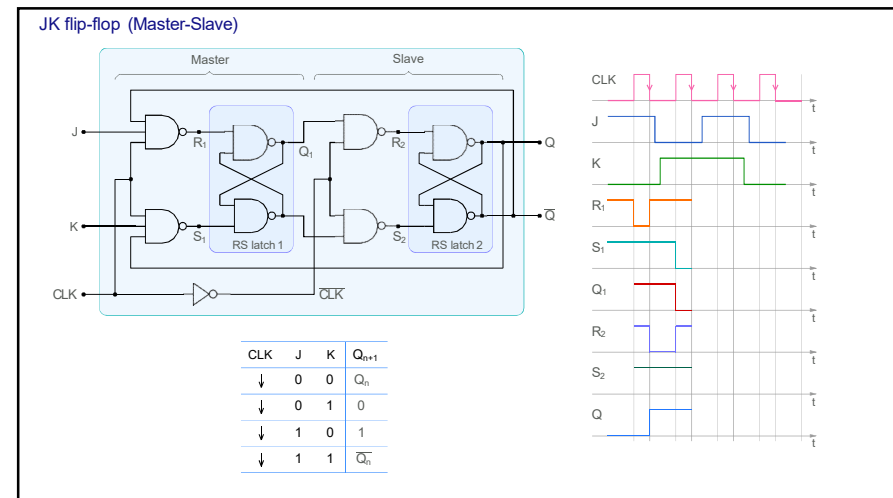 JK flip-flop (Master-Slave)
Master
Slave
J
R₁
Q₁
R₂
Q
K
S₁
S₂
Q̅
RS latch 1
RS latch 2
CLK
C̅L̅K̅
CLK J K Qₙ₊₁
↓ 0 0 Qₙ
↓ 0 1 0
↓ 1 0 1
↓ 1 1 Q̅ₙ
CLK
t
J
t
K
t
R₁
t
S₁
t
Q₁
t
R₂
t
S₂
t
Q
t